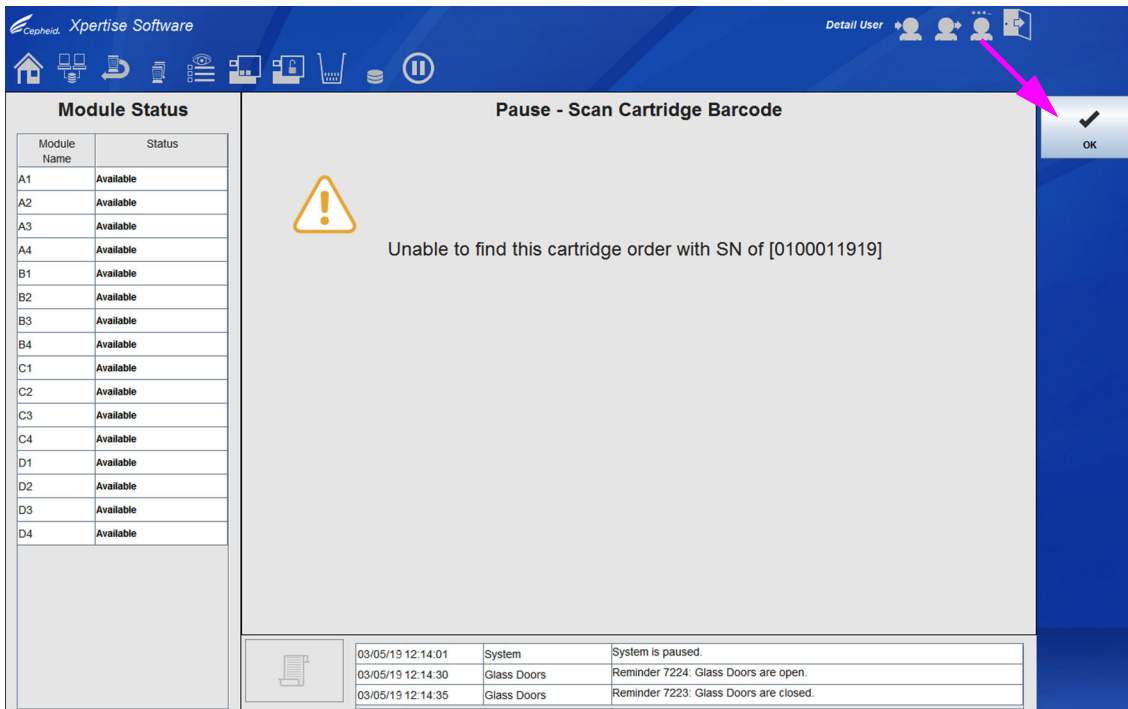 Cepheid. Xpertise Software
Detail User
Module Status
Pause - Scan Cartridge Barcode
OK
Module Name
Status
A1 Available
A2 Available
A3 Available
A4 Available
B1 Available
B2 Available
B3 Available
B4 Available
C1 Available
C2 Available
C3 Available
C4 Available
D1 Available
D2 Available
D3 Available
D4 Available
Unable to find this cartridge order with SN of [0100011919]
03/05/19 12:14:01 System System is paused.
03/05/19 12:14:30 Glass Doors Reminder 7224: Glass Doors are open.
03/05/19 12:14:35 Glass Doors Reminder 7223: Glass Doors are closed.